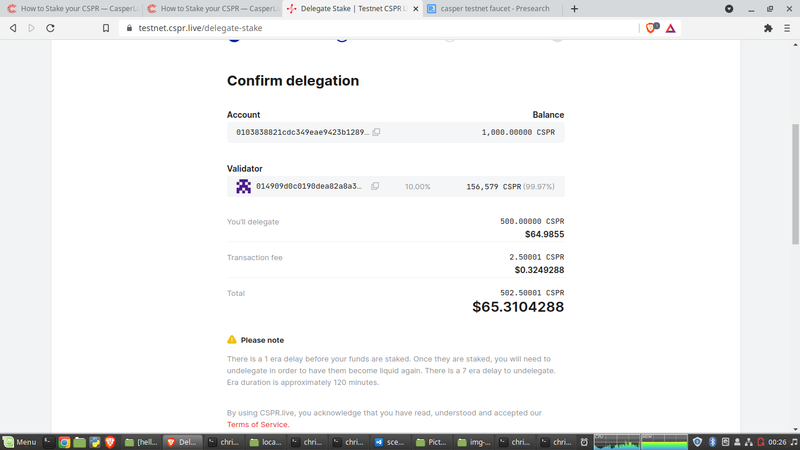 How to Stake your CSPR — CasperL
How to Stake your CSPR — CasperL
Delegate Stake | Testnet CSPR L
casper testnet faucet - Presearch
testnet.cspr.live/delegate-stake
Confirm delegation
Account Balance
0103838821cdc349eae9423b1289... 1,000.00000 CSPR
Validator
014909d0c0190dea82a8a3... 10.00% 156,579 CSPR (99.97%)
You'll delegate 500.00000 CSPR
$64.9855
Transaction fee 2.50001 CSPR
$0.3249288
Total 502.50001 CSPR
$65.3104288
Please note
There is a 1 era delay before your funds are staked. Once they are staked, you will need to
undelegate in order to have them become liquid again. There is a 7 era delay to undelegate.
Era duration is approximately 120 minutes.
By using CSPR.live, you acknowledge that you have read, understood and accepted our
Terms of Service.
Menu [hell... Del... chri... loca... chri... chri... sce... Pict... img-... chri... chri... 00:26